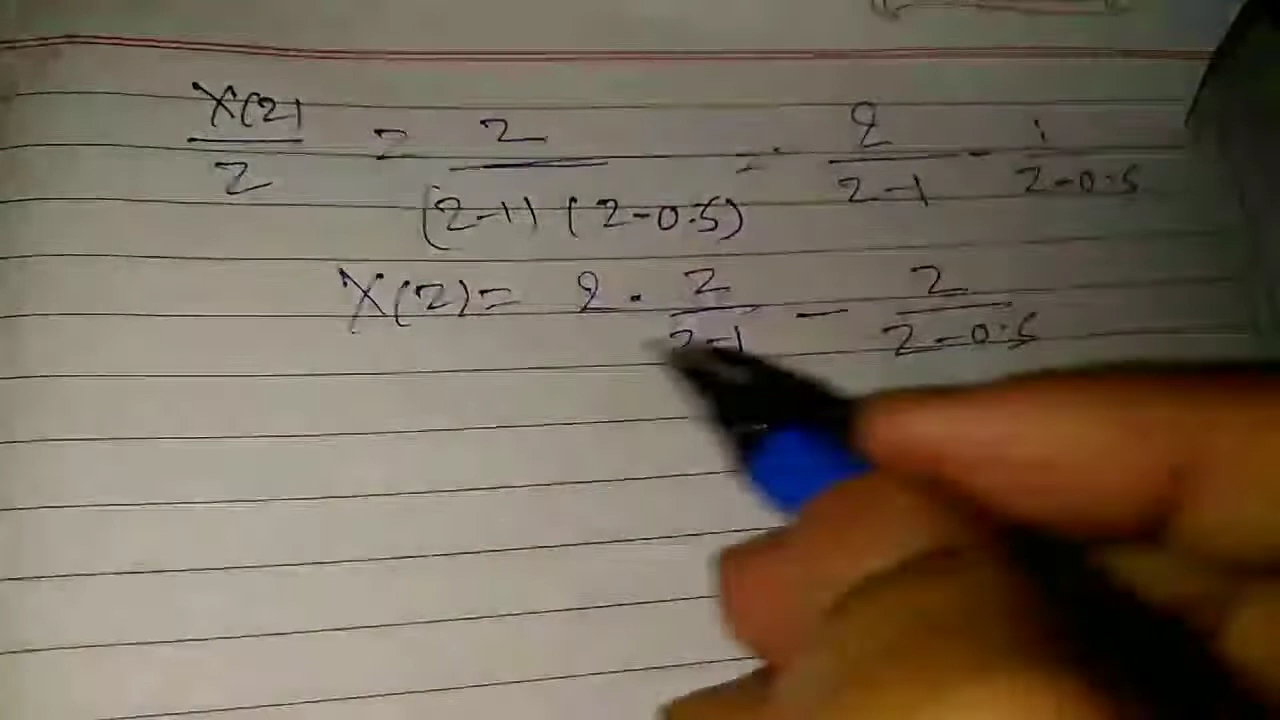 X(z)/z = z/((z-1)(z-0.5)) = 2/(z-1) - 1/(z-0.5)
X(z) = 2 · z/(z-1) - z/(z-0.5)